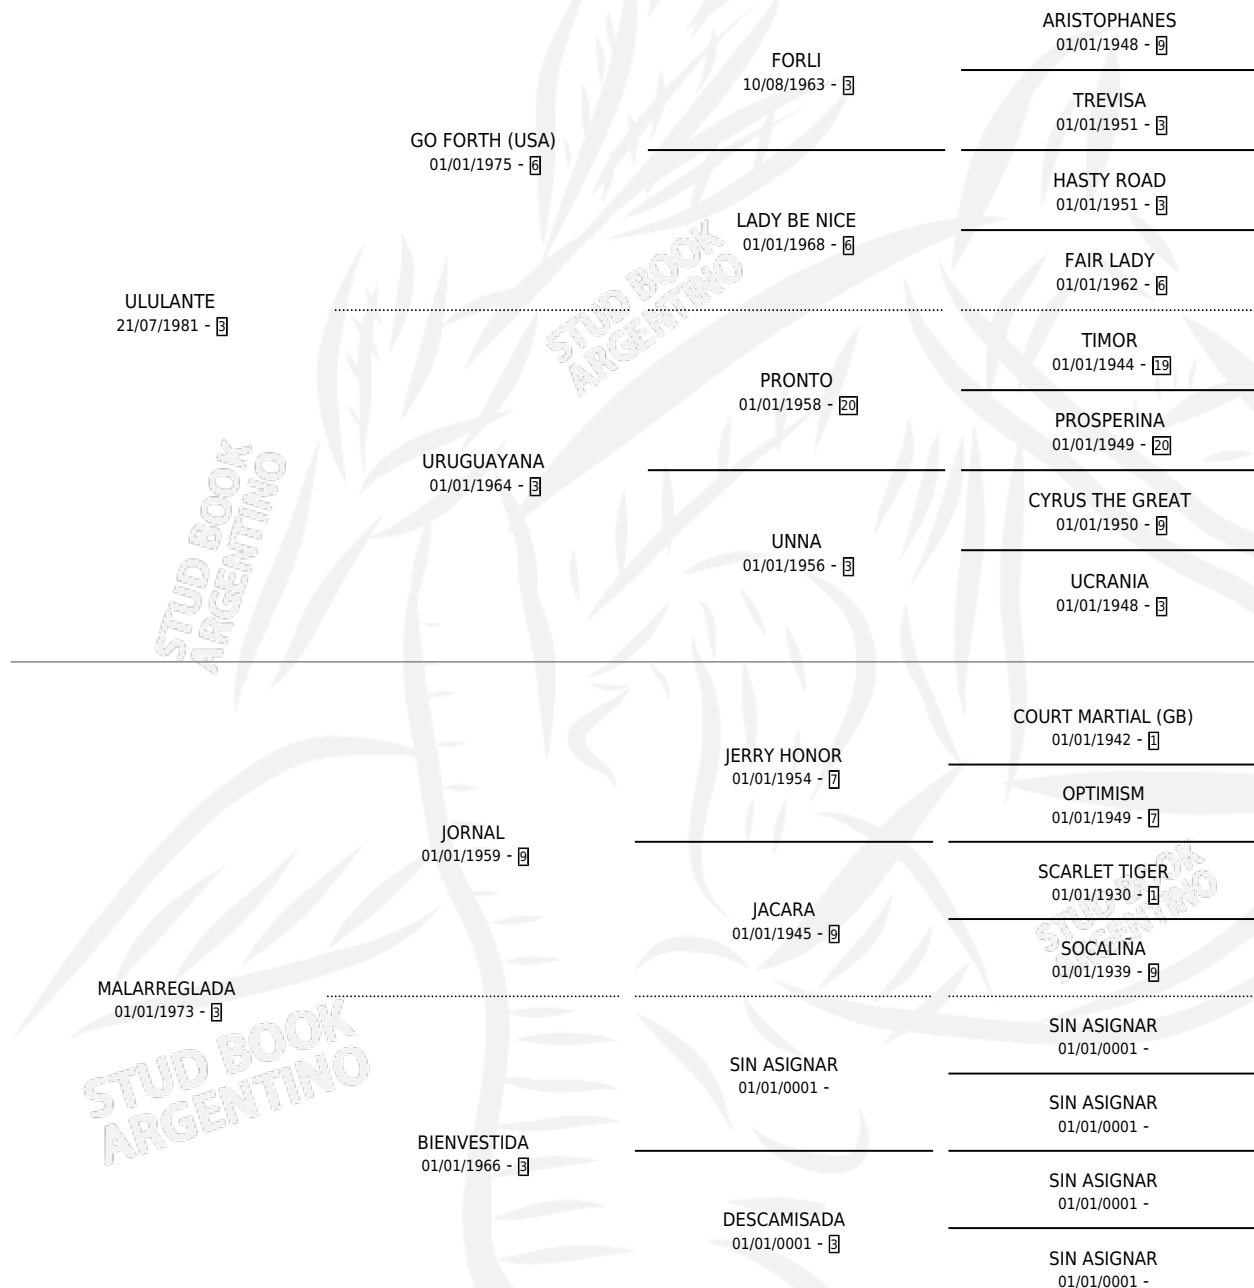 ARISTOPHANES
01/01/1948 - 9
FORLI
10/08/1963 - 3
TREVISA
01/01/1951 - 3
GO FORTH (USA)
01/01/1975 - 6
HASTY ROAD
01/01/1951 - 3
LADY BE NICE
01/01/1968 - 6
FAIR LADY
01/01/1962 - 6
ULULANTE
21/07/1981 - 3
TIMOR
01/01/1944 - 19
PRONTO
01/01/1958 - 20
PROSPERINA
01/01/1949 - 20
URUGUAYANA
01/01/1964 - 3
CYRUS THE GREAT
01/01/1950 - 9
UNNA
01/01/1956 - 3
UCRANIA
01/01/1948 - 3
COURT MARTIAL (GB)
01/01/1942 - 1
JERRY HONOR
01/01/1954 - 7
OPTIMISM
01/01/1949 - 7
JORNAL
01/01/1959 - 9
SCARLET TIGER
01/01/1930 - 1
JACARA
01/01/1945 - 9
SOCALIÑA
01/01/1939 - 9
MALARREGLADA
01/01/1973 - 3
SIN ASIGNAR
01/01/0001 -
SIN ASIGNAR
01/01/0001 -
SIN ASIGNAR
01/01/0001 -
BIENVESTIDA
01/01/1966 - 3
SIN ASIGNAR
01/01/0001 -
DESCAMISADA
01/01/0001 - 3
SIN ASIGNAR
01/01/0001 -
STUD BOOK
ARGENTINO
STUD BOOK
ARGENTINO
STUD BOOK
ARGENTINO
STUD BOOK
ARGENTINO